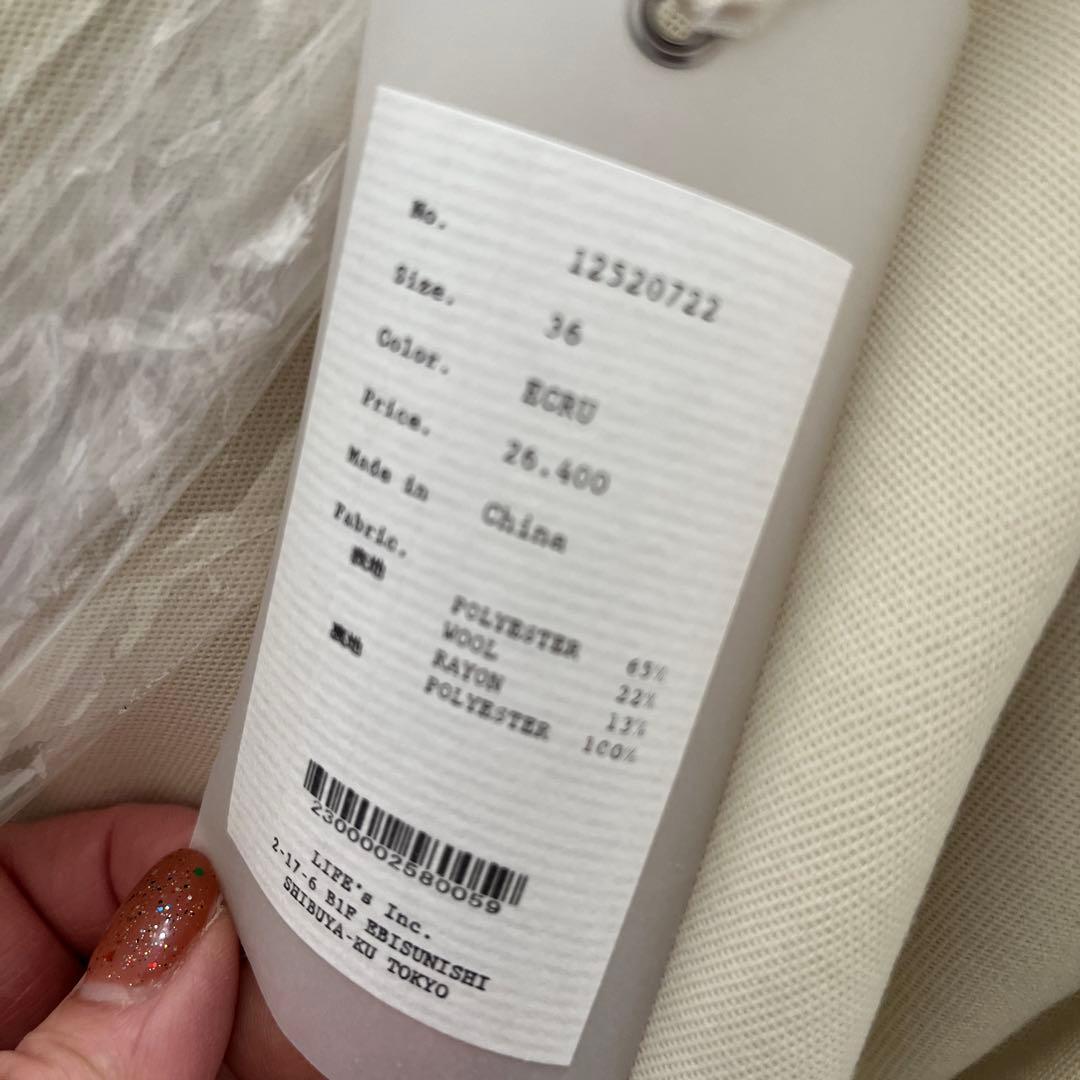 No. 12520722
Size. 36
Color. ECRU
Price. 26.400
Made in China
Fabric.
表地 POLYESTER 65%
WOOL 22%
RAYON 13%
裏地 POLYESTER 100%
2300002580059
LIFE's Inc.
2-17-6 B1F EBISUNISHI
SHIBUYA-KU TOKYO